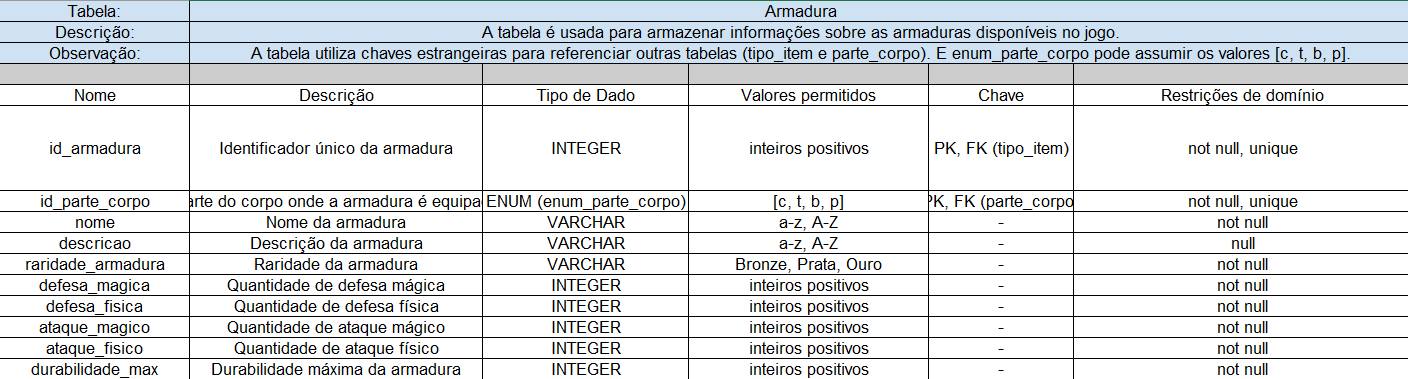 Tabela: Armadura
Descrição: A tabela é usada para armazenar informações sobre as armaduras disponíveis no jogo.
Observação: A tabela utiliza chaves estrangeiras para referenciar outras tabelas (tipo_item e parte_corpo). E enum_parte_corpo pode assumir os valores [c, t, b, p].
Nome Descrição Tipo de Dado Valores permitidos Chave Restrições de domínio
id_armadura Identificador único da armadura INTEGER inteiros positivos PK, FK (tipo_item) not null, unique
id_parte_corpo arte do corpo onde a armadura é equipa ENUM (enum_parte_corpo) [c, t, b, p] PK, FK (parte_corpo not null, unique
nome Nome da armadura VARCHAR a-z, A-Z - not null
descricao Descrição da armadura VARCHAR a-z, A-Z - null
raridade_armadura Raridade da armadura VARCHAR Bronze, Prata, Ouro - not null
defesa_magica Quantidade de defesa mágica INTEGER inteiros positivos - not null
defesa_fisica Quantidade de defesa física INTEGER inteiros positivos - not null
ataque_magico Quantidade de ataque mágico INTEGER inteiros positivos - not null
ataque_fisico Quantidade de ataque físico INTEGER inteiros positivos - not null
durabilidade_max Durabilidade máxima da armadura INTEGER inteiros positivos - not null